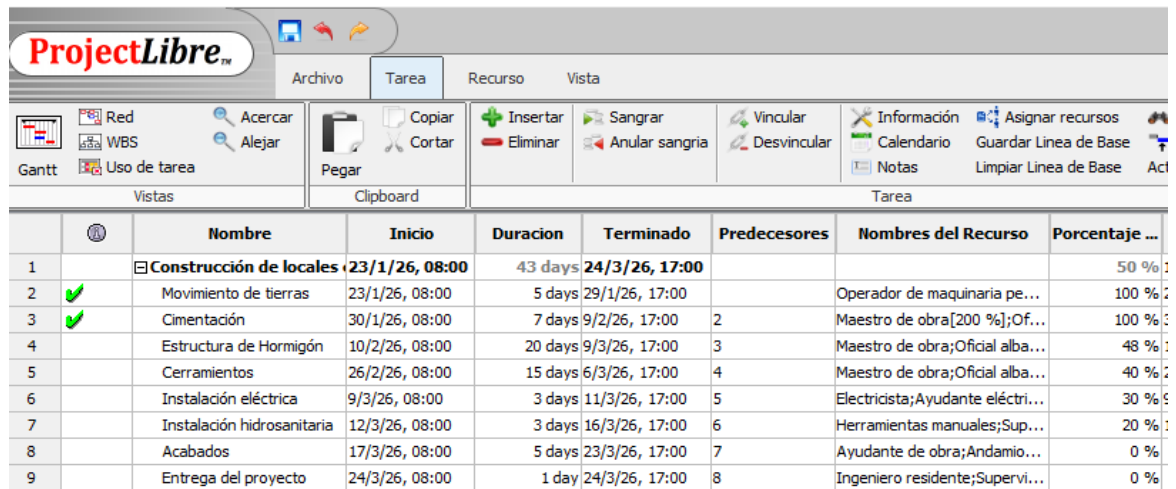 ProjectLibre™
Archivo Tarea Recurso Vista
Red Acercar Copiar Insertar Sangrar Vincular Información Asignar recursos
WBS Alejar Cortar Eliminar Anular sangria Desvincular Calendario Guardar Linea de Base
Gantt Uso de tarea Pegar Notas Limpiar Linea de Base Act
Vistas Clipboard Tarea
Nombre Inicio Duracion Terminado Predecesores Nombres del Recurso Porcentaje ...
1 Construcción de locales 23/1/26, 08:00 43 days 24/3/26, 17:00 50 %
2 Movimiento de tierras 23/1/26, 08:00 5 days 29/1/26, 17:00 Operador de maquinaria pe... 100 %
3 Cimentación 30/1/26, 08:00 7 days 9/2/26, 17:00 2 Maestro de obra[200 %];Of... 100 %
4 Estructura de Hormigón 10/2/26, 08:00 20 days 9/3/26, 17:00 3 Maestro de obra;Oficial alba... 48 %
5 Cerramientos 26/2/26, 08:00 15 days 6/3/26, 17:00 4 Maestro de obra;Oficial alba... 40 %
6 Instalación eléctrica 9/3/26, 08:00 3 days 11/3/26, 17:00 5 Electricista;Ayudante eléctri... 30 %
7 Instalación hidrosanitaria 12/3/26, 08:00 3 days 16/3/26, 17:00 6 Herramientas manuales;Sup... 20 %
8 Acabados 17/3/26, 08:00 5 days 23/3/26, 17:00 7 Ayudante de obra;Andamio... 0 %
9 Entrega del proyecto 24/3/26, 08:00 1 day 24/3/26, 17:00 8 Ingeniero residente;Supervi... 0 %